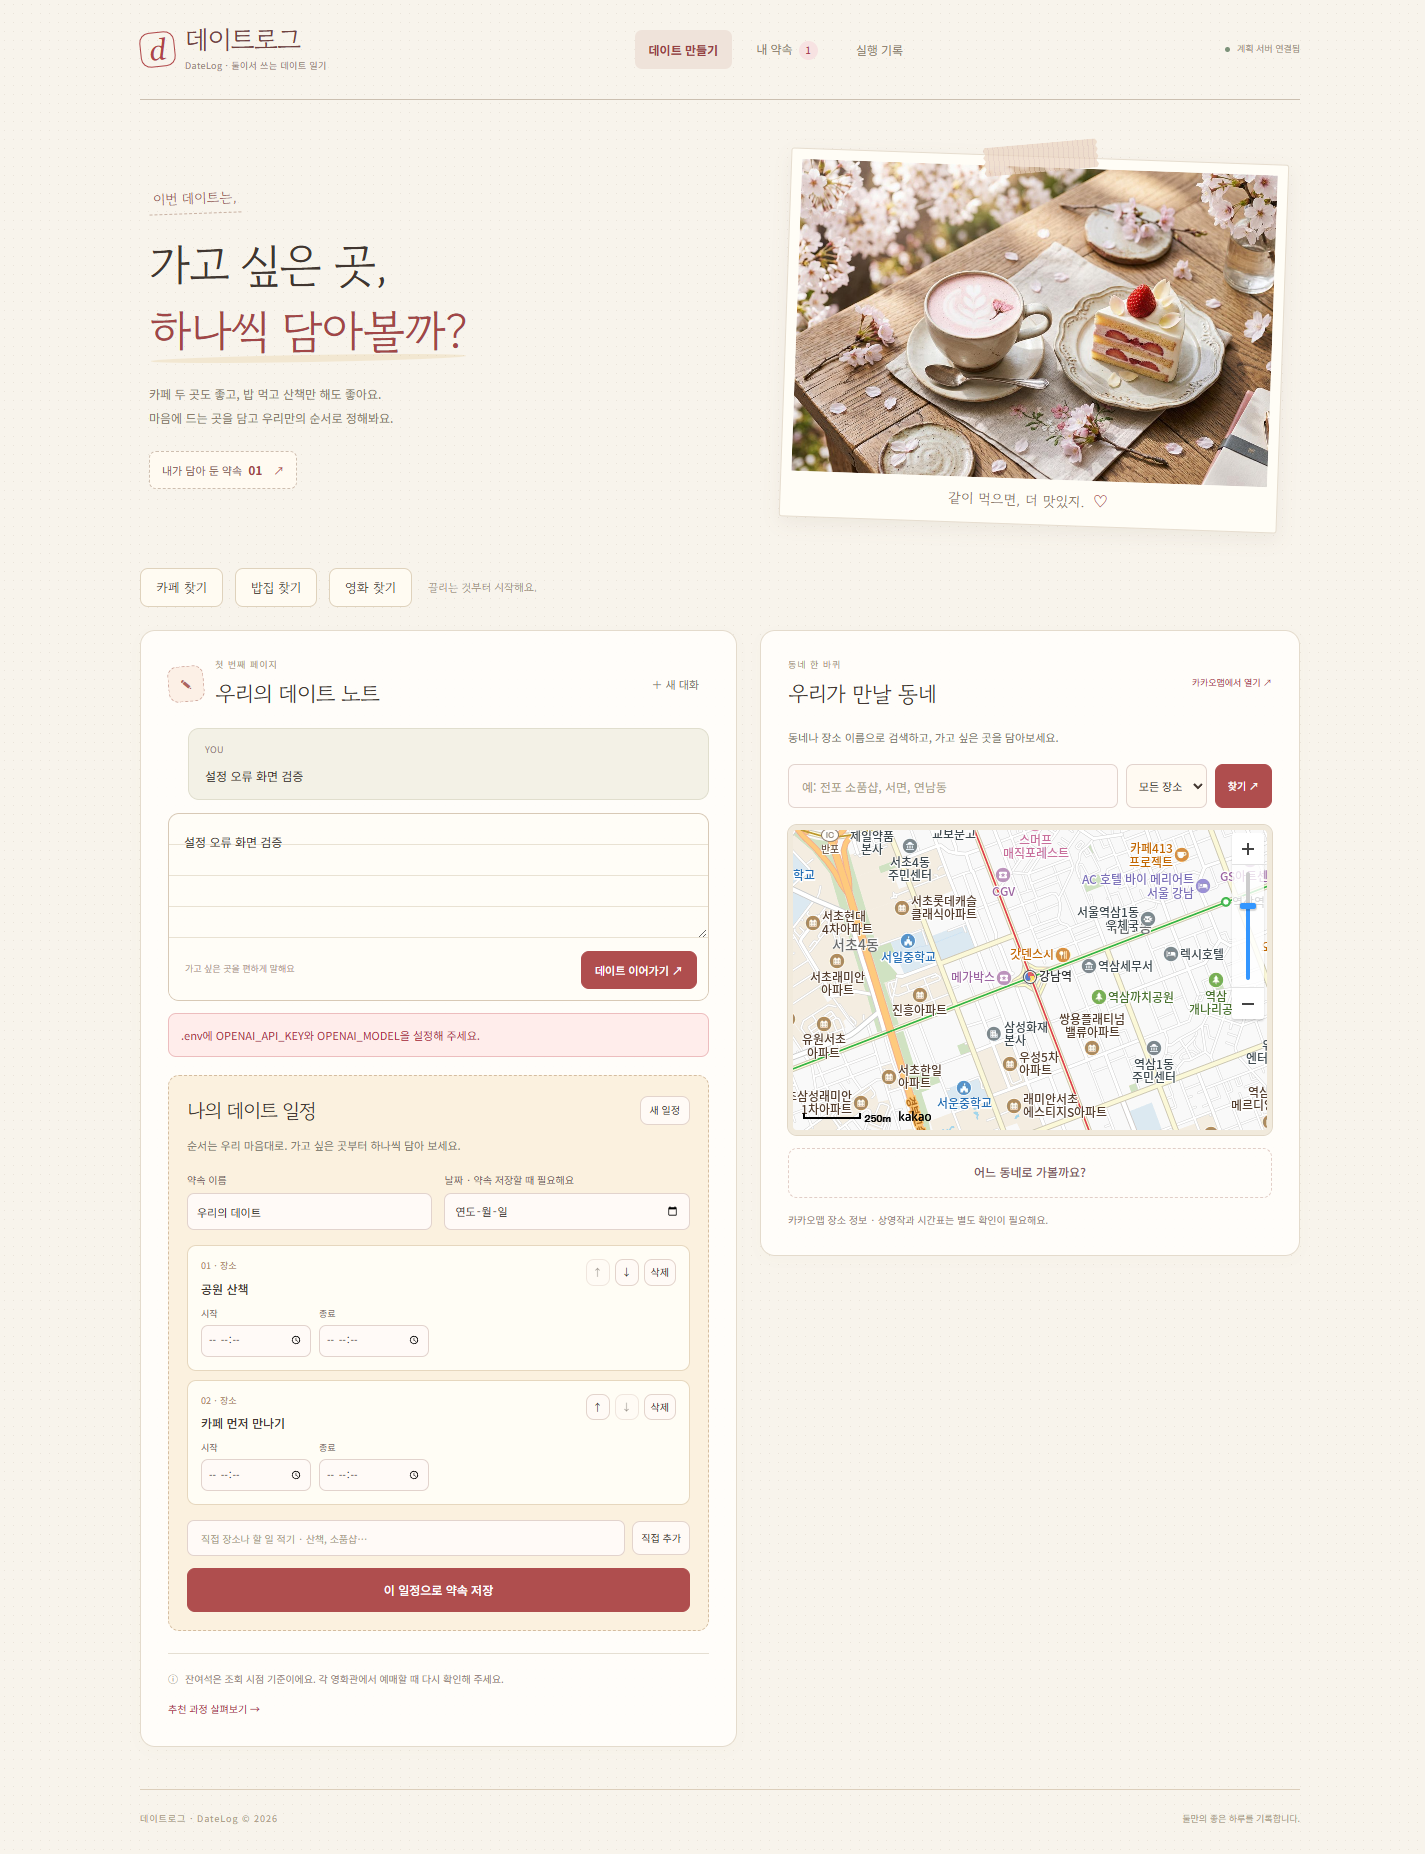 d 데이트로그
DateLog · 둘이서 쓰는 데이트 일기
데이트 만들기
내 약속 1
실행 기록
계획 서버 연결됨
이번 데이트는,
가고 싶은 곳,
하나씩 담아볼까?
카페 두 곳도 좋고, 밥 먹고 산책만 해도 좋아요.
마음에 드는 곳을 담고 우리만의 순서로 정해봐요.
내가 담아 둔 약속 01 ↗
같이 먹으면, 더 맛있지. ♡
카페 찾기
밥집 찾기
영화 찾기
끌리는 것부터 시작해요.
첫 번째 페이지
우리의 데이트 노트
+ 새 대화
YOU
설정 오류 화면 검증
설정 오류 화면 검증
가고 싶은 곳을 편하게 말해요
데이트 이어가기 ↗
.env에 OPENAI_API_KEY와 OPENAI_MODEL을 설정해 주세요.
나의 데이트 일정
새 일정
순서는 우리 마음대로. 가고 싶은 곳부터 하나씩 담아 보세요.
약속 이름
날짜 · 약속 저장할 때 필요해요
우리의 데이트
연도-월-일
01 · 장소
↑ ↓ 삭제
공원 산책
시작
종료
-- --:--
-- --:--
02 · 장소
↑ ↓ 삭제
카페 먼저 만나기
시작
종료
-- --:--
-- --:--
직접 장소나 할 일 적기 · 산책, 소품샵…
직접 추가
이 일정으로 약속 저장
ⓘ 잔여석은 조회 시점 기준이에요. 각 영화관에서 예매할 때 다시 확인해 주세요.
추천 과정 살펴보기 →
동네 한 바퀴
우리가 만날 동네
카카오맵에서 열기 ↗
동네나 장소 이름으로 검색하고, 가고 싶은 곳을 담아보세요.
예: 전포 소품샵, 서면, 연남동
모든 장소
찾기 ↗
IC
반포
제일약품
본사
교보문고
서초4동
주민센터
스머프
매직포레스트
카페413
프로젝트
학교
CGV
AC 호텔 바이 메리어트
서울 강남
서초현대
4차아파트
서초롯데캐슬
클래식아파트
서울역삼1동
우체국
서초4동
서일중학교
갓덴스시
렉시호텔
서초래미안
아파트
메가박스
강남역
역삼세무서
진흥아파트
역삼까치공원
역삼
개나리공
유원서초
아파트
삼성화재
본사
쌍용플래티넘
밸류아파트
서초한일
아파트
우성5차
아파트
역삼1동
주민센터
엔터
삼성래미안
1차아파트
서운중학교
래미안서초
에스티지S아파트
역삼
메르디
250m kakao
어느 동네로 가볼까요?
카카오맵 장소 정보 · 상영작과 시간표는 별도 확인이 필요해요.
데이트로그 · DateLog © 2026
둘만의 좋은 하루를 기록합니다.